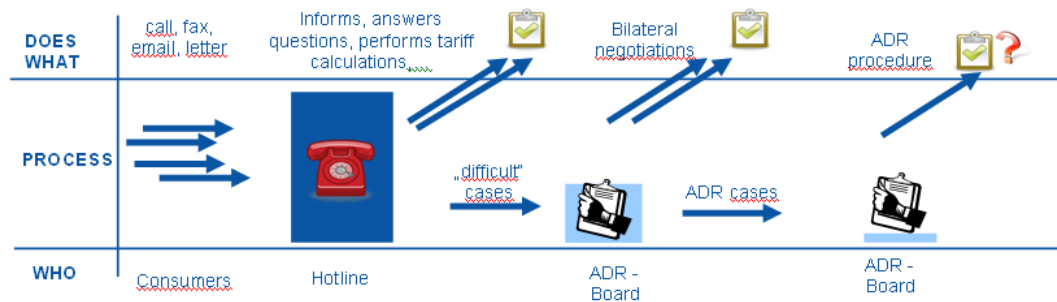 DOES
WHAT
call, fax,
email, letter
Informs, answers
questions, performs tariff
calculations,...
Bilateral
negotiations
ADR
procedure
PROCESS
"difficult"
cases
ADR cases
WHO
Consumers
Hotline
ADR -
Board
ADR -
Board